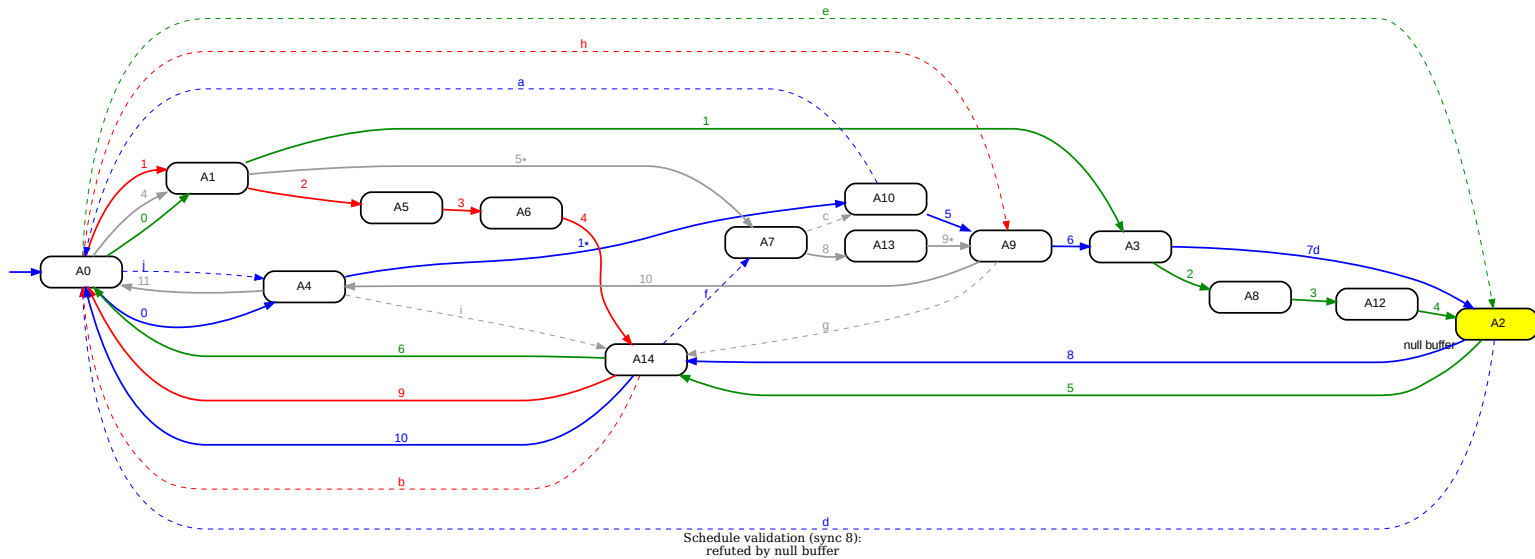 e
h
a
1
5⋆
1
2
4
0
A1
A5
3
A6
4
A10
c
5
1⋆
A7
8
A13
9⋆
A9
6
A3
7d
A0
j
11
A4
10
2
A8
3
A12
4
A2
null buffer
f
i
g
0
6
A14
8
9
5
10
b
d
Schedule validation (sync 8):
refuted by null buffer